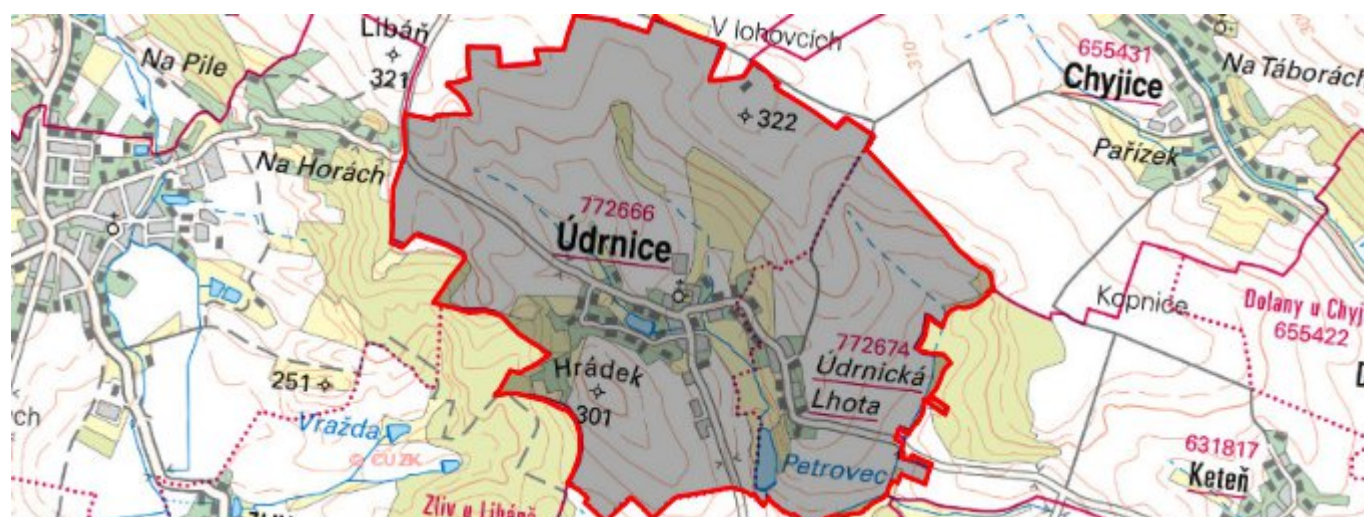 Libáň
321
Na Pile
V lohovcích
322
655431
Chyjice
Na Táborách
310
Pařízek
Na Horách
772666
Údrnice
Kopnice
Dolany u Chyj
655422
772674
Údrnická
Lhota
Hrádek
301
251
Vražda
© ČÚZK
ch
Petrovec
631817
Keteň
Zliv u Libáně